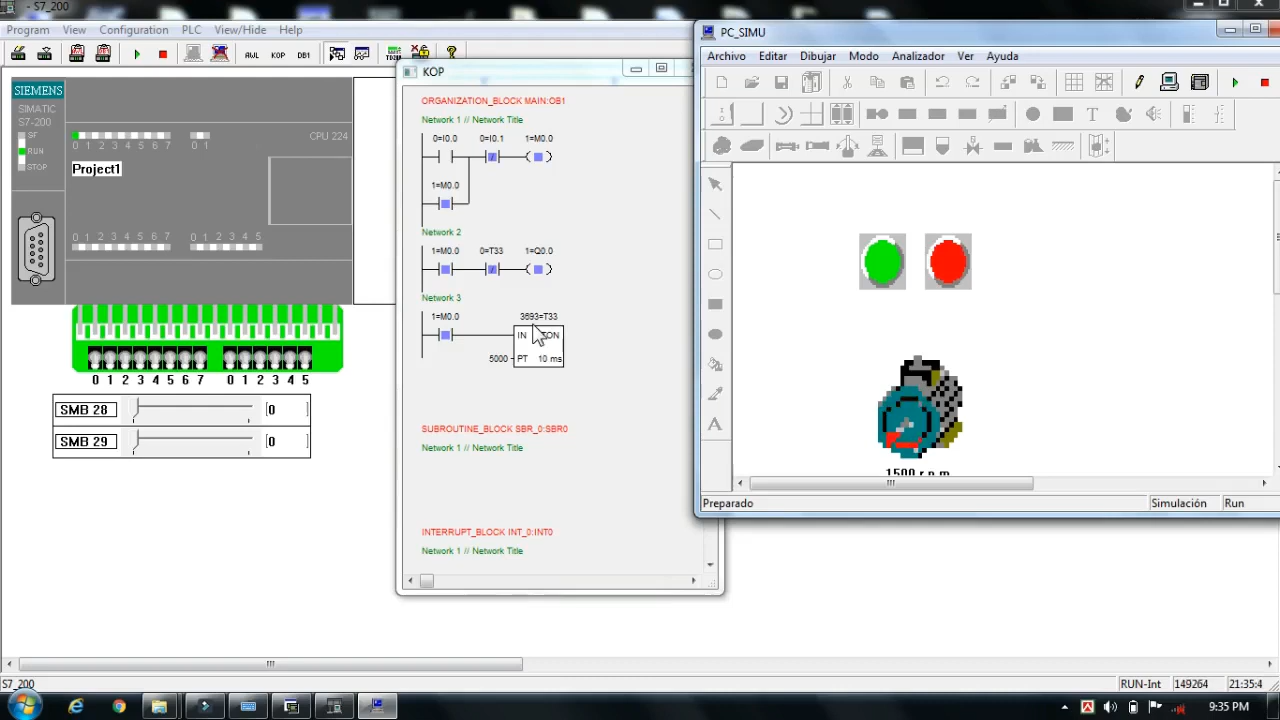 - S7_200
Program View Configuration PLC View/Hide Help
AWL KOP DB1
SIEMENS
SIMATIC
S7-200
SF
RUN
STOP
0 1 2 3 4 5 6 7 0 1
CPU 224
Project1
0 1 2 3 4 5 6 7 0 1 2 3 4 5
0 1 2 3 4 5 6 7 0 1 2 3 4 5
SMB 28 [0 ]
SMB 29 [0 ]
KOP
ORGANIZATION_BLOCK MAIN:OB1
Network 1 // Network Title
0=I0.0 0=I0.1 1=M0.0
1=M0.0
Network 2
1=M0.0 0=T33 1=Q0.0
Network 3
1=M0.0 3693=T33
IN TON
5000 PT 10 ms
SUBROUTINE_BLOCK SBR_0:SBR0
Network 1 // Network Title
INTERRUPT_BLOCK INT_0:INT0
Network 1 // Network Title
PC_SIMU
Archivo Editar Dibujar Modo Analizador Ver Ayuda
T
A
1500 r.p.m
Preparado Simulación Run
S7_200 RUN-Int 149264 21:35:4
9:35 PM